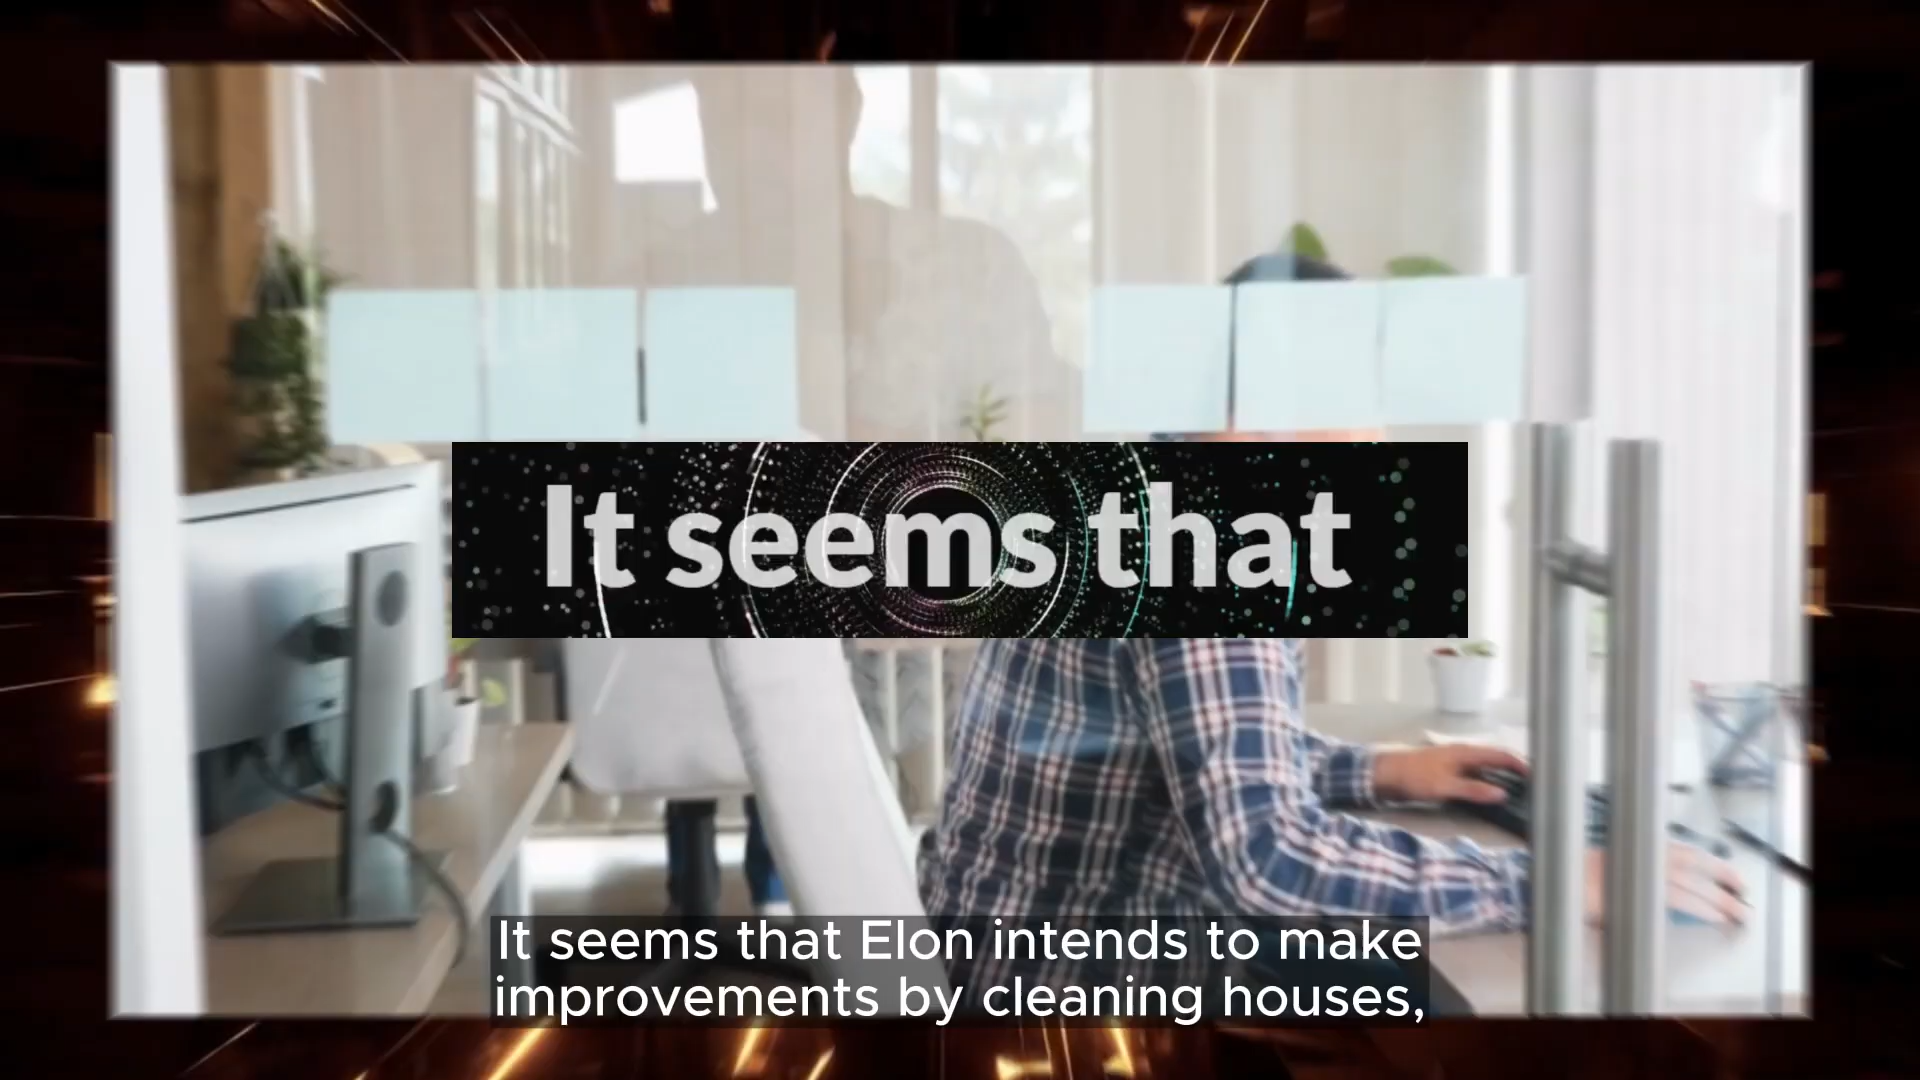 It seems that
It seems that Elon intends to make
improvements by cleaning houses,